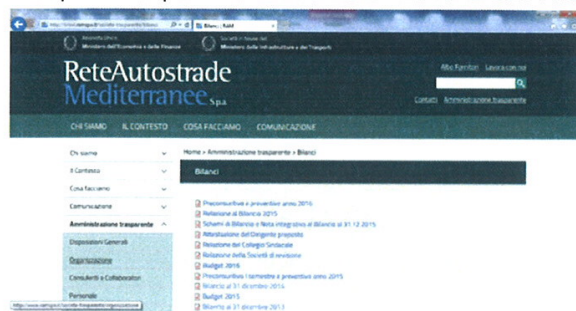 Bilanci | RAM
Ministero dell'Economia e delle Finanze
Ministero delle Infrastrutture e dei Trasporti
ReteAutostrade
Mediterranee S.p.a.
Albo Fornitori Lavora con noi
Contatti Amministrazione trasparente
CHI SIAMO IL CONTESTO COSA FACCIAMO COMUNICAZIONE
Chi siamo
Il Contesto
Cosa facciamo
Comunicazione
Amministrazione trasparente
Disposizioni Generali
Organizzazione
Consulenti e Collaboratori
Personale
Home » Amministrazione trasparente » Bilanci
Bilanci
Preconsuntivo e preventivo anno 2016
Relazione al Bilancio 2015
Schemi di Bilancio e Nota integrativa al Bilancio al 31 12 2015
Attestazione del Dirigente preposto
Relazione del Collegio Sindacale
Relazione della Società di revisione
Budget 2016
Preconsuntivo I semestre e preventivo anno 2015
Bilancio al 31 dicembre 2014
Budget 2015
Bilancio al 31 dicembre 2013